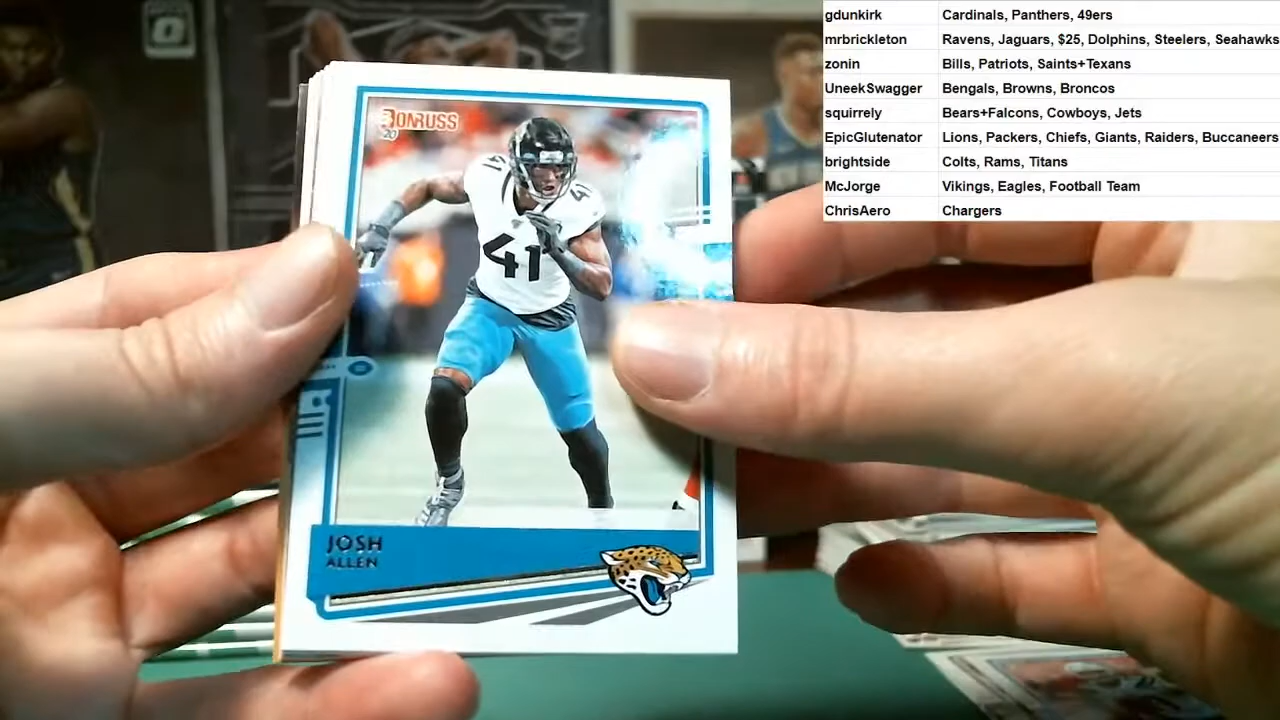 gdunkirk Cardinals, Panthers, 49ers
mrbrickleton Ravens, Jaguars, $25, Dolphins, Steelers, Seahawks
zonin Bills, Patriots, Saints+Texans
UneekSwagger Bengals, Browns, Broncos
squirrely Bears+Falcons, Cowboys, Jets
EpicGlutenator Lions, Packers, Chiefs, Giants, Raiders, Buccaneers
brightside Colts, Rams, Titans
McJorge Vikings, Eagles, Football Team
ChrisAero Chargers
DONRUSS
20
41
41
41
JOSH
ALLEN